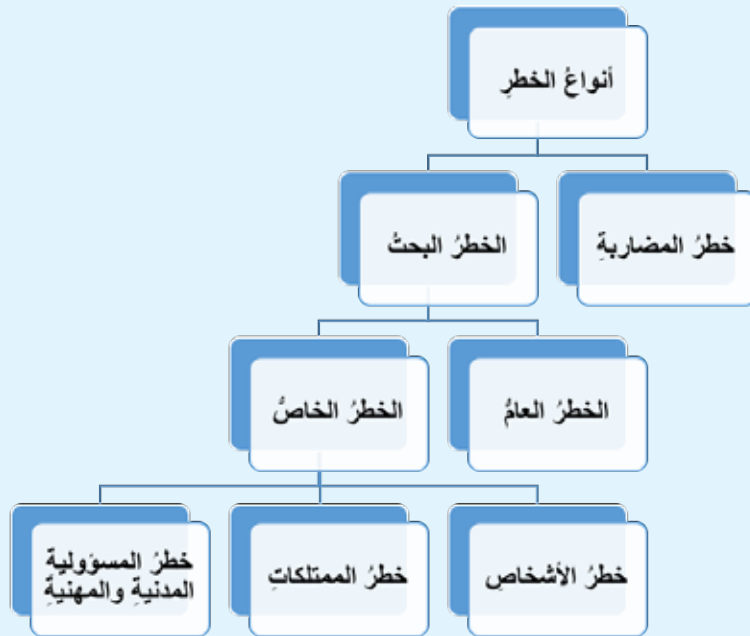 أنواعُ الخطرِ
خطرُ المضاربةِ
الخطرُ البحتُ
الخطرُ العامُّ
الخطرُ الخاصُّ
خطرُ الأشخاصِ
خطرُ الممتلكاتِ
خطرُ المسؤوليةِ
المدنيةِ والمهنيةِ